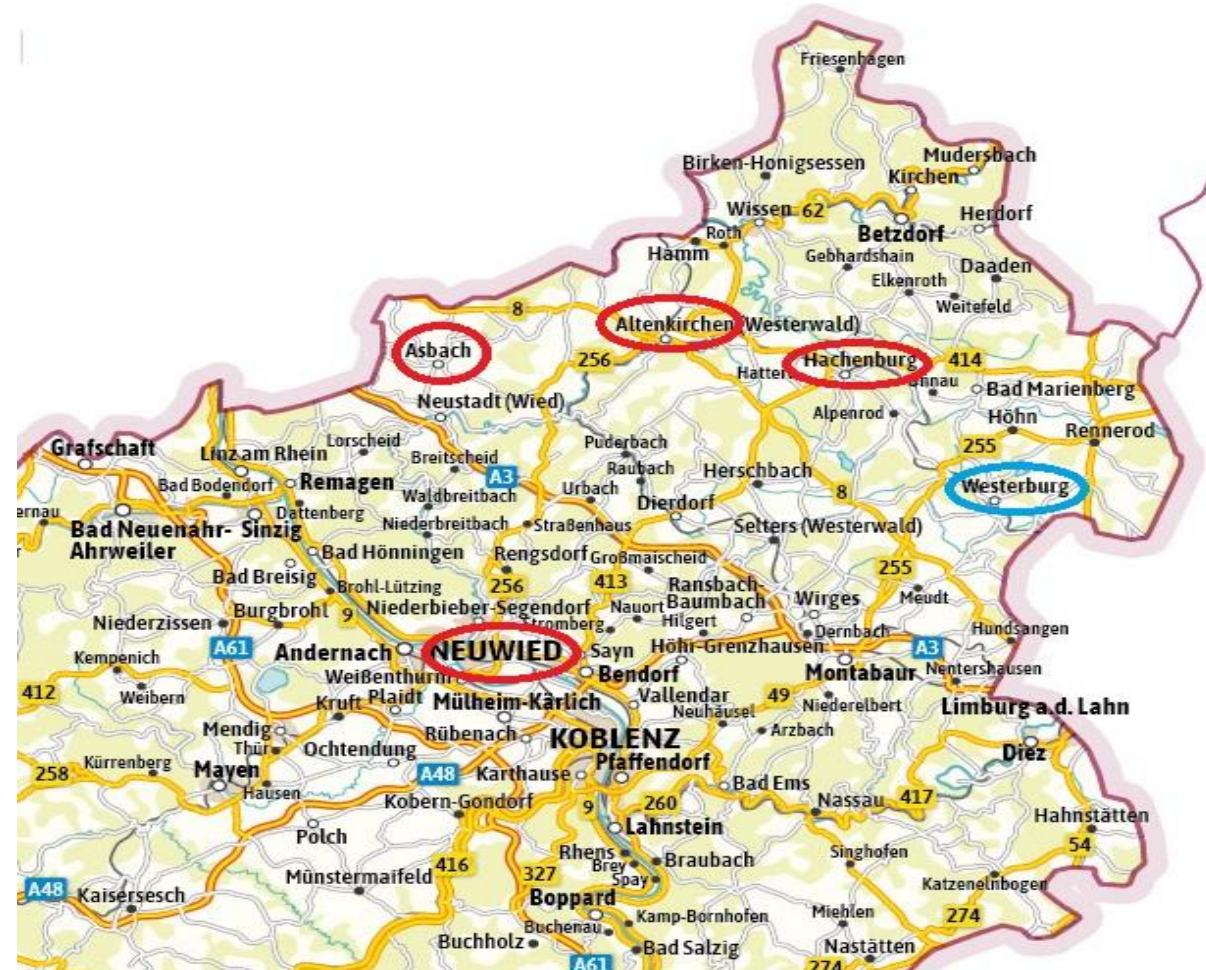 Friesenhagen
Mudersbach
Birken-Honigsessen
Kirchen
Wissen 62
Herdorf
Roth
Betzdorf
Hamm
Gebhardshain
Daaden
Elkenroth
Weitefeld
8
Altenkirchen (Westerwald)
Asbach
256
Hachenburg
414
Bad Marienberg
Neustadt (Wied)
Alpenrod
Höhn
Rennerod
Grafschaft
Linz am Rhein
Lorscheid
Breitscheid
Puderbach
255
Bad Bodendorf
Remagen
A3
Raubach
Herschbach
Westerburg
Waldbreitbach
Urbach
Dierdorf
8
Dattenberg
Bad Neuenahr-
Ahrweiler
Sinzig
Niederbreitbach
Straßenhaus
Selters (Westerwald)
Bad Hönningen
Rengsdorf
Großmaischeid
Bad Breisig
Brohl-Lützing
256
413
Ransbach-
Baumbach
255
Niederzissen
Burgbrohl
9
Niederbieber-Segendorf
Nauort
Hilgert
Wirges
Meudt
Dernbach
Hundsangen
Kempenich
A61
Andernach
NEUWIED
Sayn
Höhr-Grenzhausen
A3
Weißenthurm
Bendorf
Montabaur
Nentershausen
412
Weibern
Kruft
Plaidt
Mülheim-Kärlich
Vallendar
49
Niederelbert
Limburg a.d. Lahn
Neuhäusel
Mendig
Rübenach
Arzbach
Thür
Ochtendung
KOBLENZ
Diez
258
Kürrenberg
Mayen
A48
Karthause
Pfaffendorf
Bad Ems
Hausen
Kobern-Gondorf
9
260
Nassau
417
Polch
Lahnstein
Hahnstätten
416
Rhens
Braubach
Singhofen
54
Münstermaifeld
327
Brey
Spay
A48
Kaisersesch
Katzenelnbogen
Boppard
Kamp-Bornhofen
Miehlen
274
Buchenau
Buchholz
Bad Salzig
Nastätten
A61
274